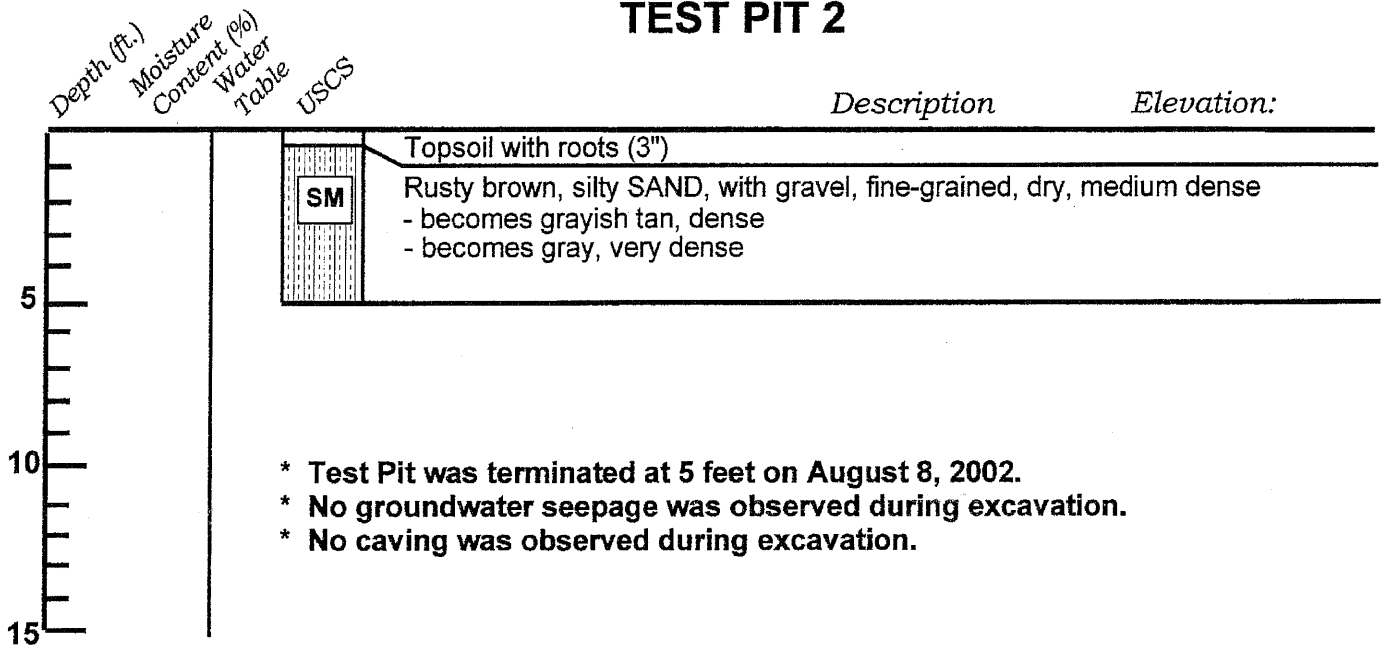 TEST PIT 2
Depth (ft.)
Moisture
Content (%)
Water
Table
USCS
Description
Elevation:
Topsoil with roots (3")
SM
Rusty brown, silty SAND, with gravel, fine-grained, dry, medium dense
- becomes grayish tan, dense
- becomes gray, very dense
5
10
* Test Pit was terminated at 5 feet on August 8, 2002.
* No groundwater seepage was observed during excavation.
* No caving was observed during excavation.
15